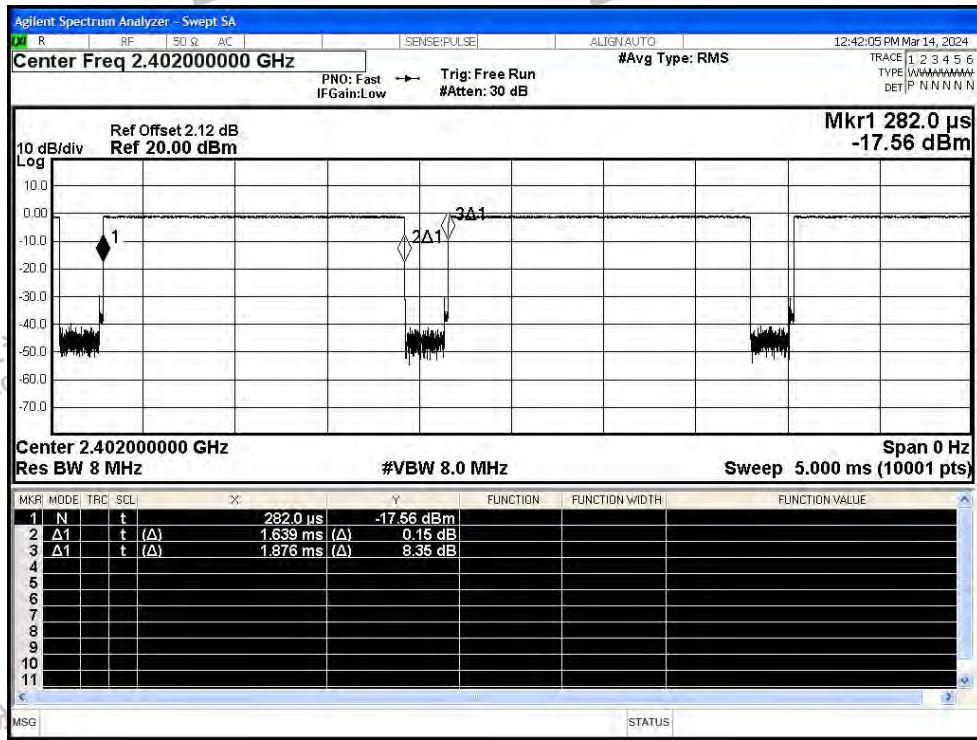 Agilent Spectrum Analyzer - Swept SA
LXI R RF 50 Ω AC SENSE:PULSE ALIGNAUTO 12:42:05 PM Mar 14, 2024
Center Freq 2.402000000 GHz #Avg Type: RMS TRACE 1 2 3 4 5 6
PNO: Fast Trig: Free Run TYPE WWWWWW
IFGain:Low #Atten: 30 dB DET P N N N N N
Mkr1 282.0 µs
Ref Offset 2.12 dB
10 dB/div Ref 20.00 dBm -17.56 dBm
Log
10.0
0.00
3Δ1
-10.0 1 2Δ1
-20.0
-30.0
-40.0
-50.0
-60.0
-70.0
Center 2.402000000 GHz Span 0 Hz
Res BW 8 MHz #VBW 8.0 MHz Sweep 5.000 ms (10001 pts)
MKR MODE TRC SCL X Y FUNCTION FUNCTION WIDTH FUNCTION VALUE
1 N t 282.0 µs -17.56 dBm
2 Δ1 t (Δ) 1.639 ms (Δ) 0.15 dB
3 Δ1 t (Δ) 1.876 ms (Δ) 8.35 dB
4
5
6
7
8
9
10
11
MSG STATUS